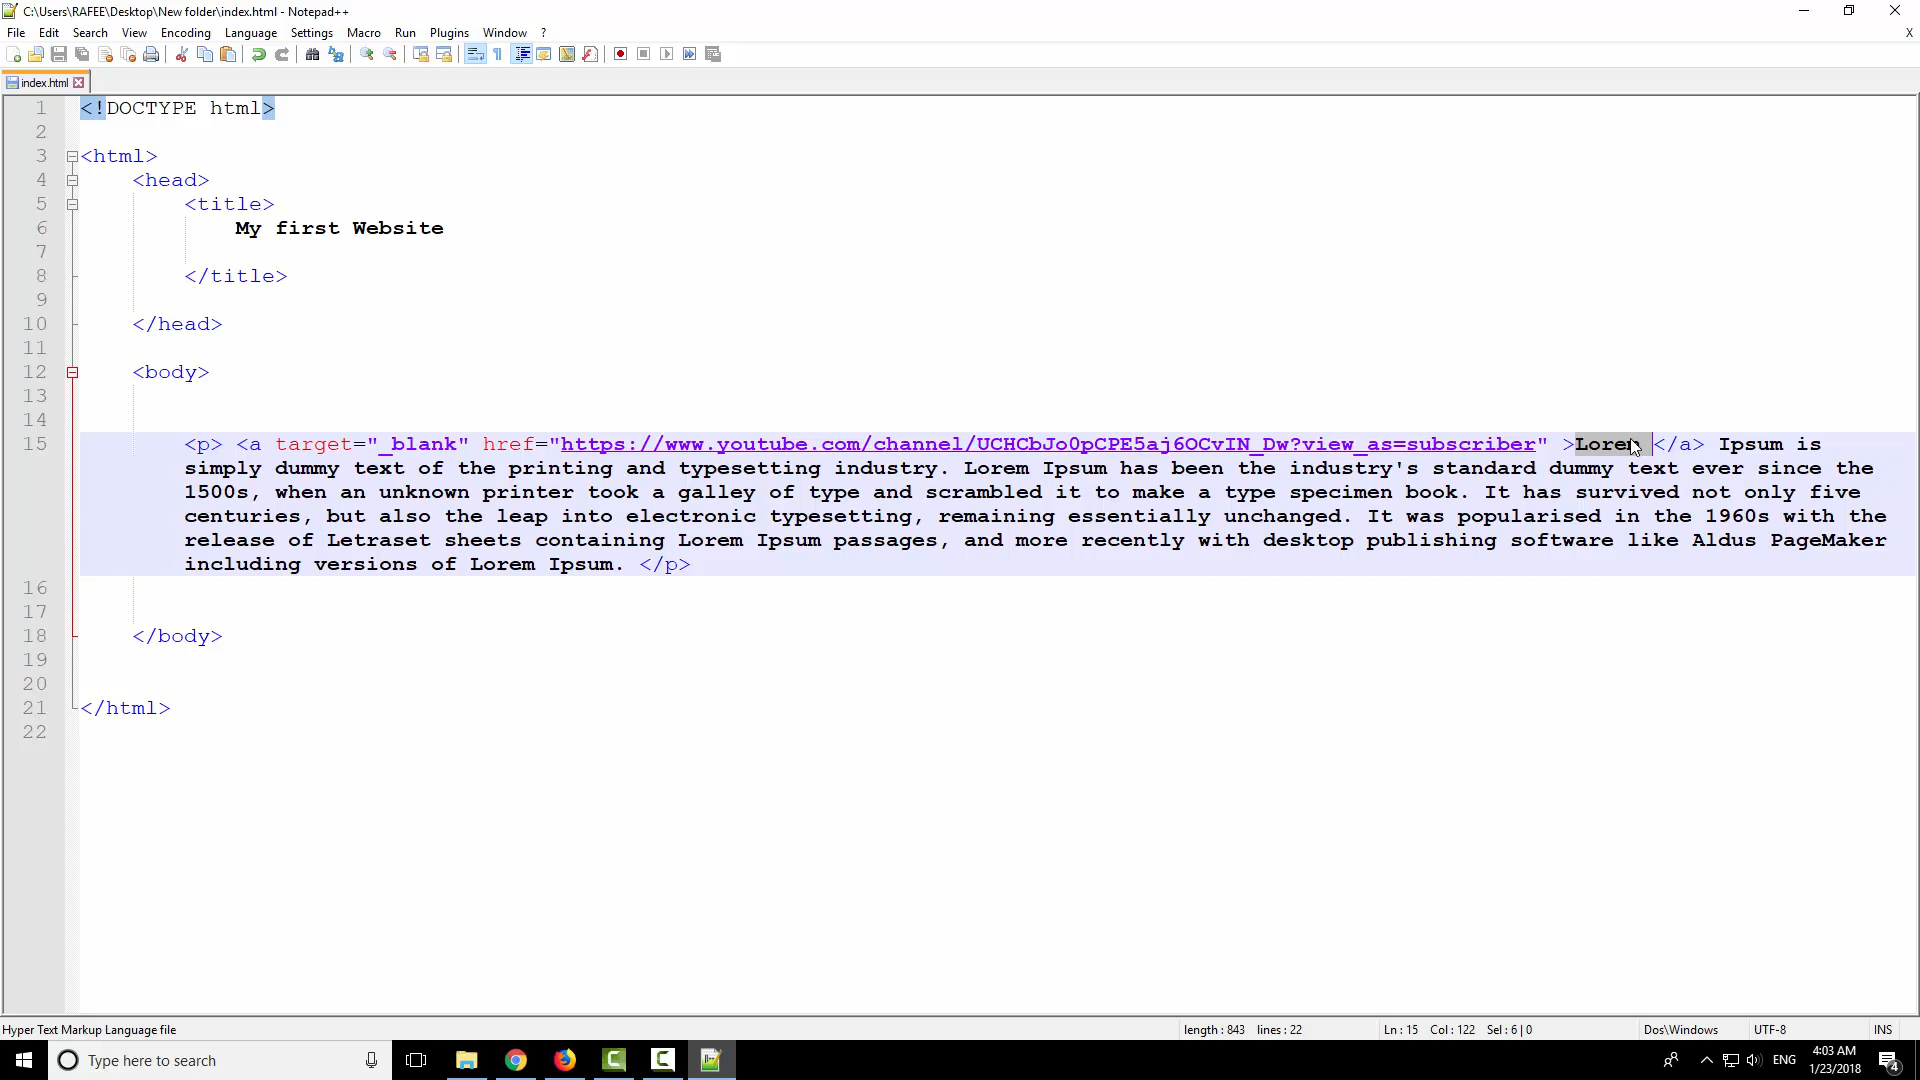 C:\Users\RAFEE\Desktop\New folder\index.html - Notepad++
File Edit Search View Encoding Language Settings Macro Run Plugins Window ? X
index.html
1 <!DOCTYPE html>
2
3 <html>
4 <head>
5 <title>
6 My first Website
7
8 </title>
9
10 </head>
11
12 <body>
13
14
15 <p> <a target="_blank" href="https://www.youtube.com/channel/UCHCbJo0pCPE5aj6OCvIN_Dw?view_as=subscriber" >Lorem </a> Ipsum is
simply dummy text of the printing and typesetting industry. Lorem Ipsum has been the industry's standard dummy text ever since the
1500s, when an unknown printer took a galley of type and scrambled it to make a type specimen book. It has survived not only five
centuries, but also the leap into electronic typesetting, remaining essentially unchanged. It was popularised in the 1960s with the
release of Letraset sheets containing Lorem Ipsum passages, and more recently with desktop publishing software like Aldus PageMaker
including versions of Lorem Ipsum. </p>
16
17
18 </body>
19
20
21 </html>
22
Hyper Text Markup Language file length : 843 lines : 22 Ln : 15 Col : 122 Sel : 6 | 0 Dos\Windows UTF-8 INS
Type here to search ENG 4:03 AM
1/23/2018 4